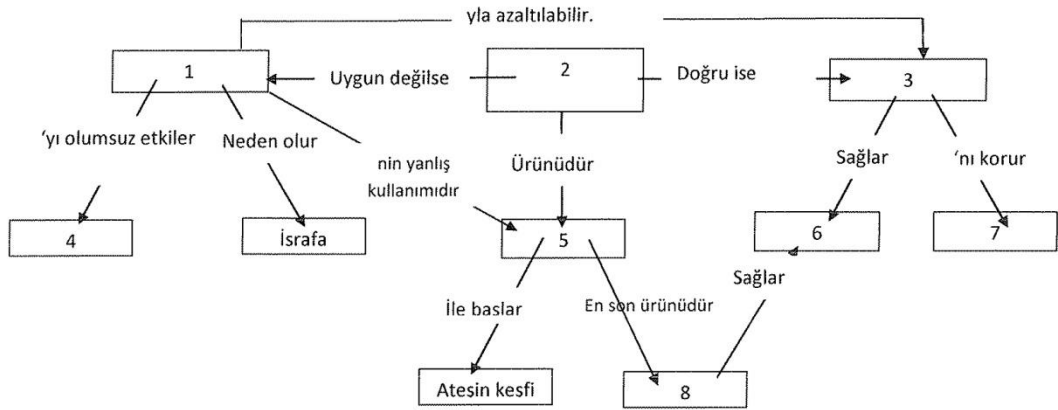 yla azaltılabilir.
1
Uygun değilse
2
Doğru ise
3
‘yı olumsuz etkiler
Neden olur
nin yanlış
kullanımıdır
Ürünüdür
Sağlar
‘nı korur
4
İsrafa
5
6
7
Sağlar
İle baslar
En son ürünüdür
Atesin kesfi
8